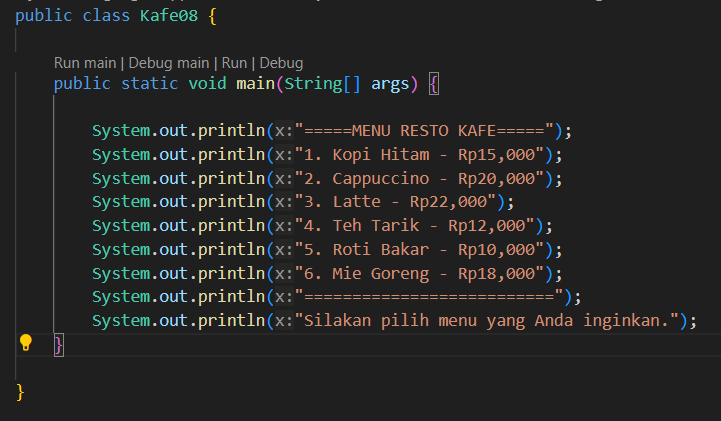 public class Kafe08 {
Run main | Debug main | Run | Debug
public static void main(String[] args) {
System.out.println(x:"=====MENU RESTO KAFE=====");
System.out.println(x:"1. Kopi Hitam - Rp15,000");
System.out.println(x:"2. Cappuccino - Rp20,000");
System.out.println(x:"3. Latte - Rp22,000");
System.out.println(x:"4. Teh Tarik - Rp12,000");
System.out.println(x:"5. Roti Bakar - Rp10,000");
System.out.println(x:"6. Mie Goreng - Rp18,000");
System.out.println(x:"==========================");
System.out.println(x:"Silakan pilih menu yang Anda inginkan.");
}
}